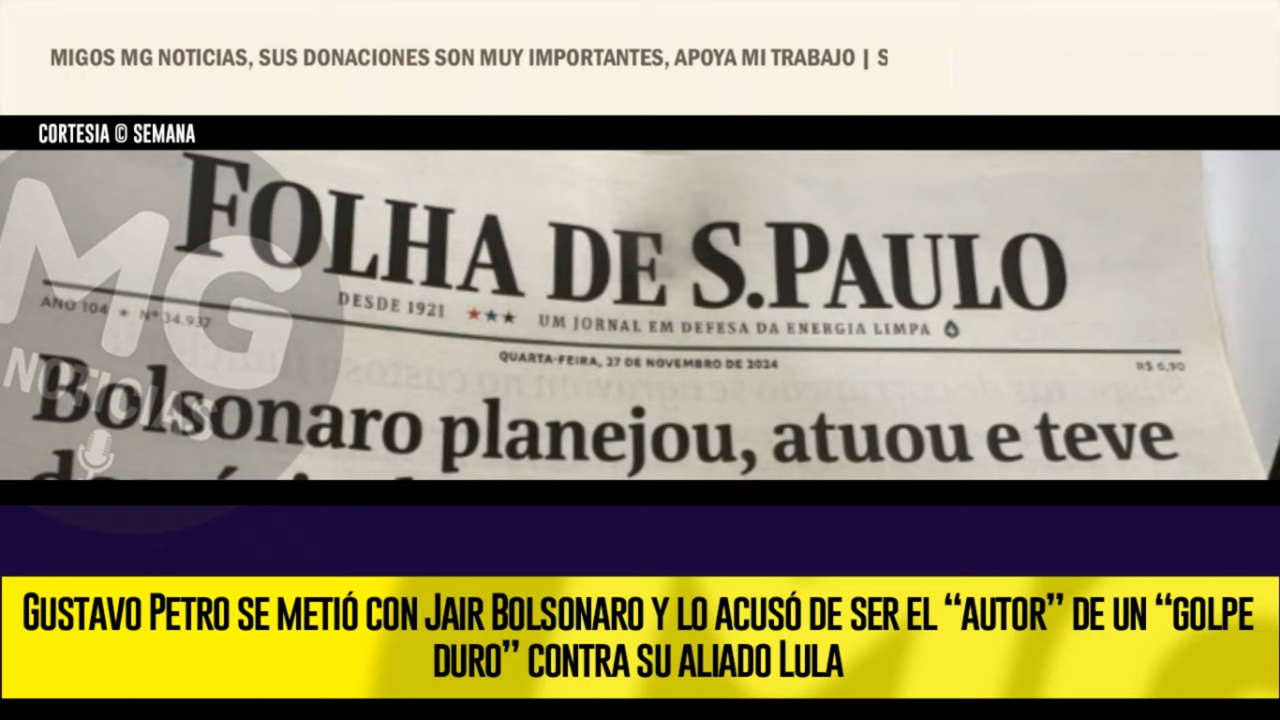 MIGOS MG NOTICIAS, SUS DONACIONES SON MUY IMPORTANTES, APOYA MI TRABAJO | S
CORTESIA © SEMANA
FOLHA DE S.PAULO
DESDE 1921 ★★★ UM JORNAL EM DEFESA DA ENERGIA LIMPA
ANO 104 ★ Nº 34.937
QUARTA-FEIRA, 27 DE NOVEMBRO DE 2024
R$ 6,90
MG
NOTICIAS
Bolsonaro planejou, atuou e teve
GUSTAVO PETRO SE METIÓ CON JAIR BOLSONARO Y LO ACUSÓ DE SER EL “AUTOR” DE UN “GOLPE
DURO” CONTRA SU ALIADO LULA